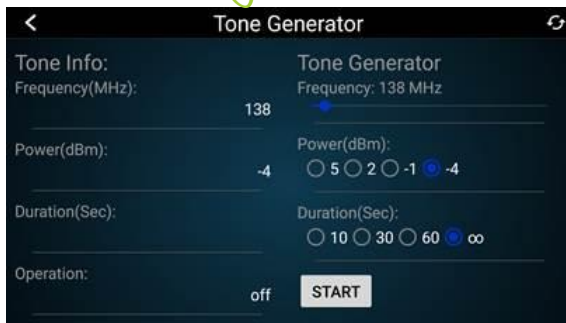 Tone Generator
Tone Info:
Frequency(MHz):
138
Power(dBm):
-4
Duration(Sec):
Operation:
off
Tone Generator
Frequency: 138 MHz
Power(dBm):
5 2 -1 -4
Duration(Sec):
10 30 60 ∞
START